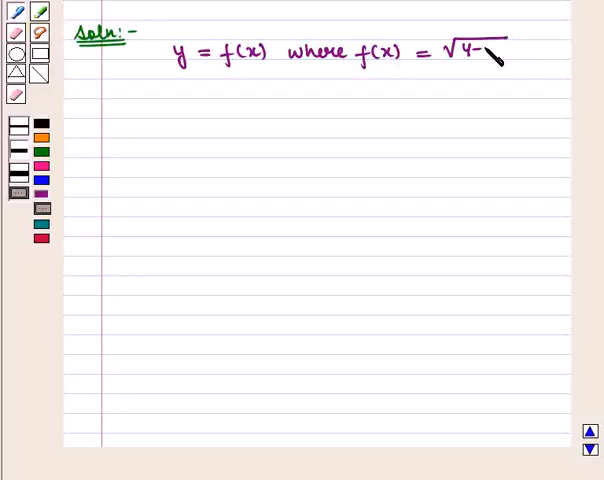 Soln:-
y = f(x) where f(x) = √4-